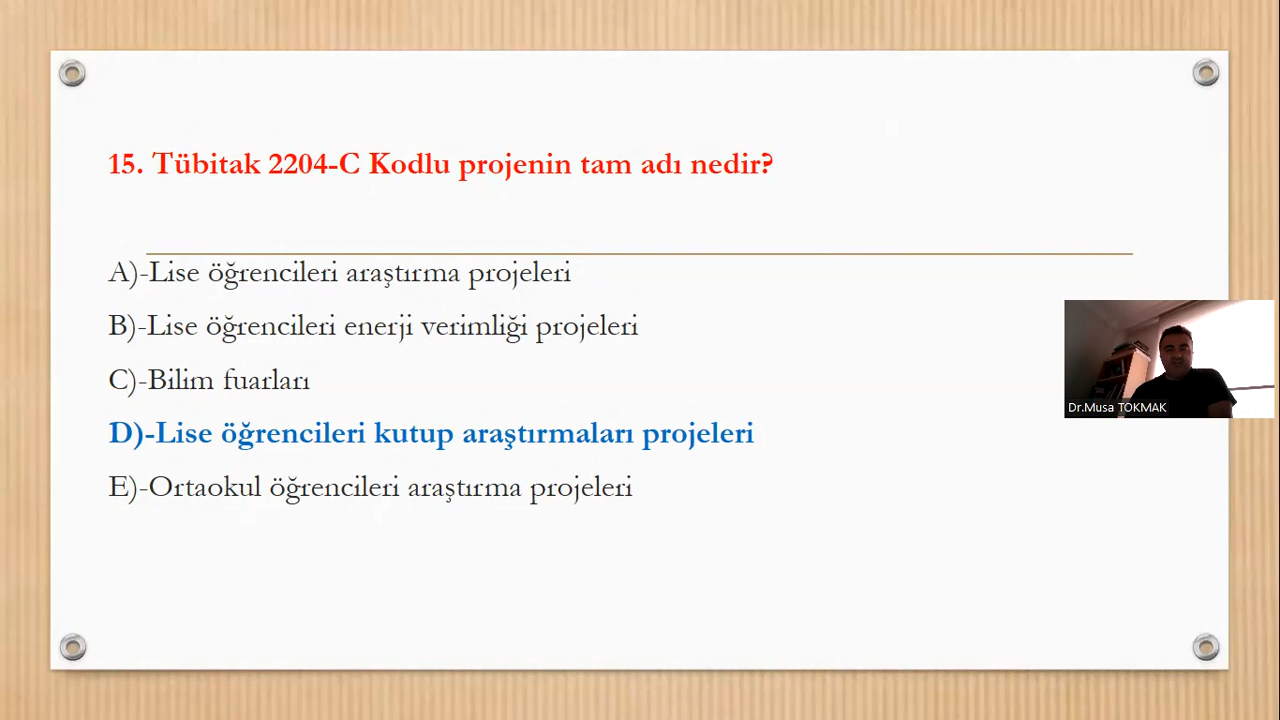 15. Tübitak 2204-C Kodlu projenin tam adı nedir?
A)-Lise öğrencileri araştırma projeleri
B)-Lise öğrencileri enerji verimliği projeleri
C)-Bilim fuarları
D)-Lise öğrencileri kutup araştırmaları projeleri
E)-Ortaokul öğrencileri araştırma projeleri
Dr.Musa TOKMAK